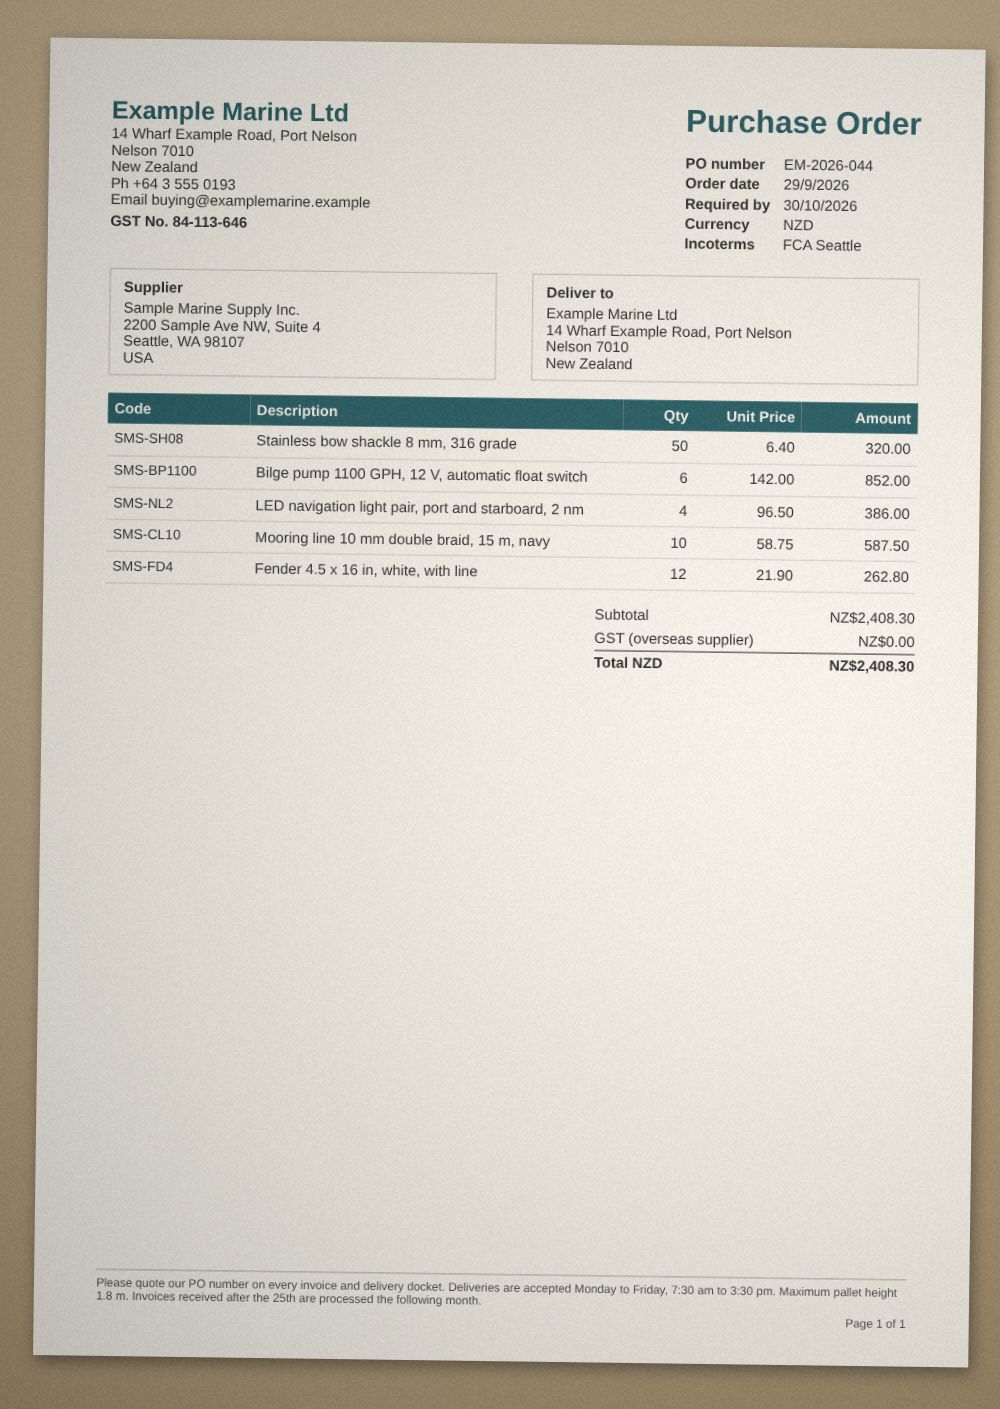 Example Marine Ltd
14 Wharf Example Road, Port Nelson
Nelson 7010
New Zealand
Ph +64 3 555 0193
Email buying@examplemarine.example
GST No. 84-113-646
Purchase Order
PO number EM-2026-044
Order date 29/9/2026
Required by 30/10/2026
Currency NZD
Incoterms FCA Seattle
Supplier
Sample Marine Supply Inc.
2200 Sample Ave NW, Suite 4
Seattle, WA 98107
USA
Deliver to
Example Marine Ltd
14 Wharf Example Road, Port Nelson
Nelson 7010
New Zealand
Code Description Qty Unit Price Amount
SMS-SH08 Stainless bow shackle 8 mm, 316 grade 50 6.40 320.00
SMS-BP1100 Bilge pump 1100 GPH, 12 V, automatic float switch 6 142.00 852.00
SMS-NL2 LED navigation light pair, port and starboard, 2 nm 4 96.50 386.00
SMS-CL10 Mooring line 10 mm double braid, 15 m, navy 10 58.75 587.50
SMS-FD4 Fender 4.5 x 16 in, white, with line 12 21.90 262.80
Subtotal NZ$2,408.30
GST (overseas supplier) NZ$0.00
Total NZD NZ$2,408.30
Please quote our PO number on every invoice and delivery docket. Deliveries are accepted Monday to Friday, 7:30 am to 3:30 pm. Maximum pallet height
1.8 m. Invoices received after the 25th are processed the following month.
Page 1 of 1